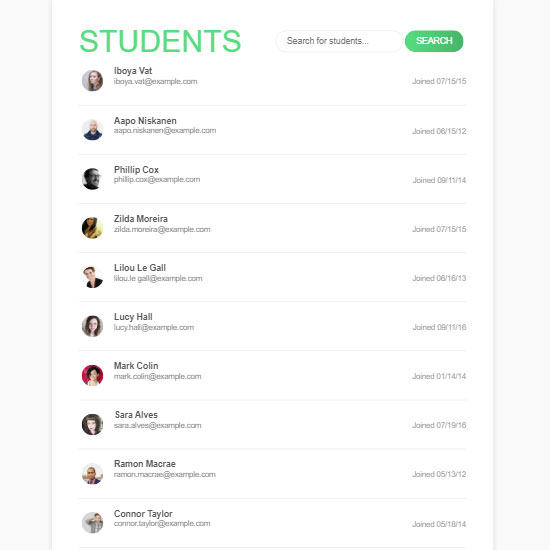 STUDENTS
Search for students...
SEARCH
Iboya Vat
iboya.vat@example.com
Joined 07/15/15
Aapo Niskanen
aapo.niskanen@example.com
Joined 06/15/12
Phillip Cox
phillip.cox@example.com
Joined 09/11/14
Zilda Moreira
zilda.moreira@example.com
Joined 07/15/15
Lilou Le Gall
lilou.le gall@example.com
Joined 06/16/13
Lucy Hall
lucy.hall@example.com
Joined 09/11/16
Mark Colin
mark.colin@example.com
Joined 01/14/14
Sara Alves
sara.alves@example.com
Joined 07/19/16
Ramon Macrae
ramon.macrae@example.com
Joined 05/13/12
Connor Taylor
connor.taylor@example.com
Joined 05/18/14